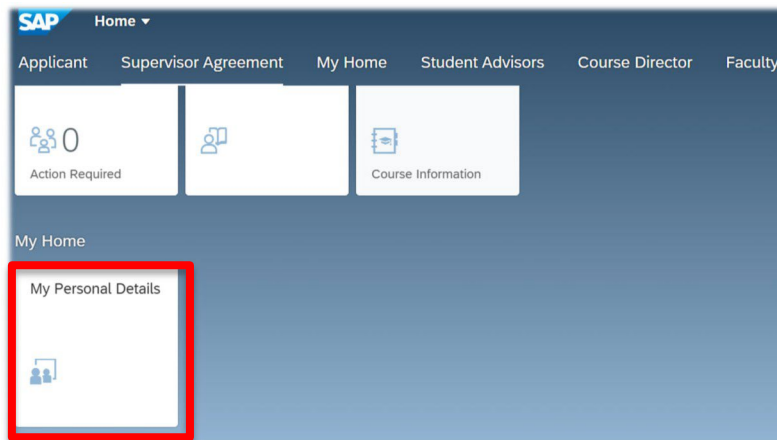 SAP Home
Applicant Supervisor Agreement My Home Student Advisors Course Director Faculty
0
Action Required
Course Information
My Home
My Personal Details